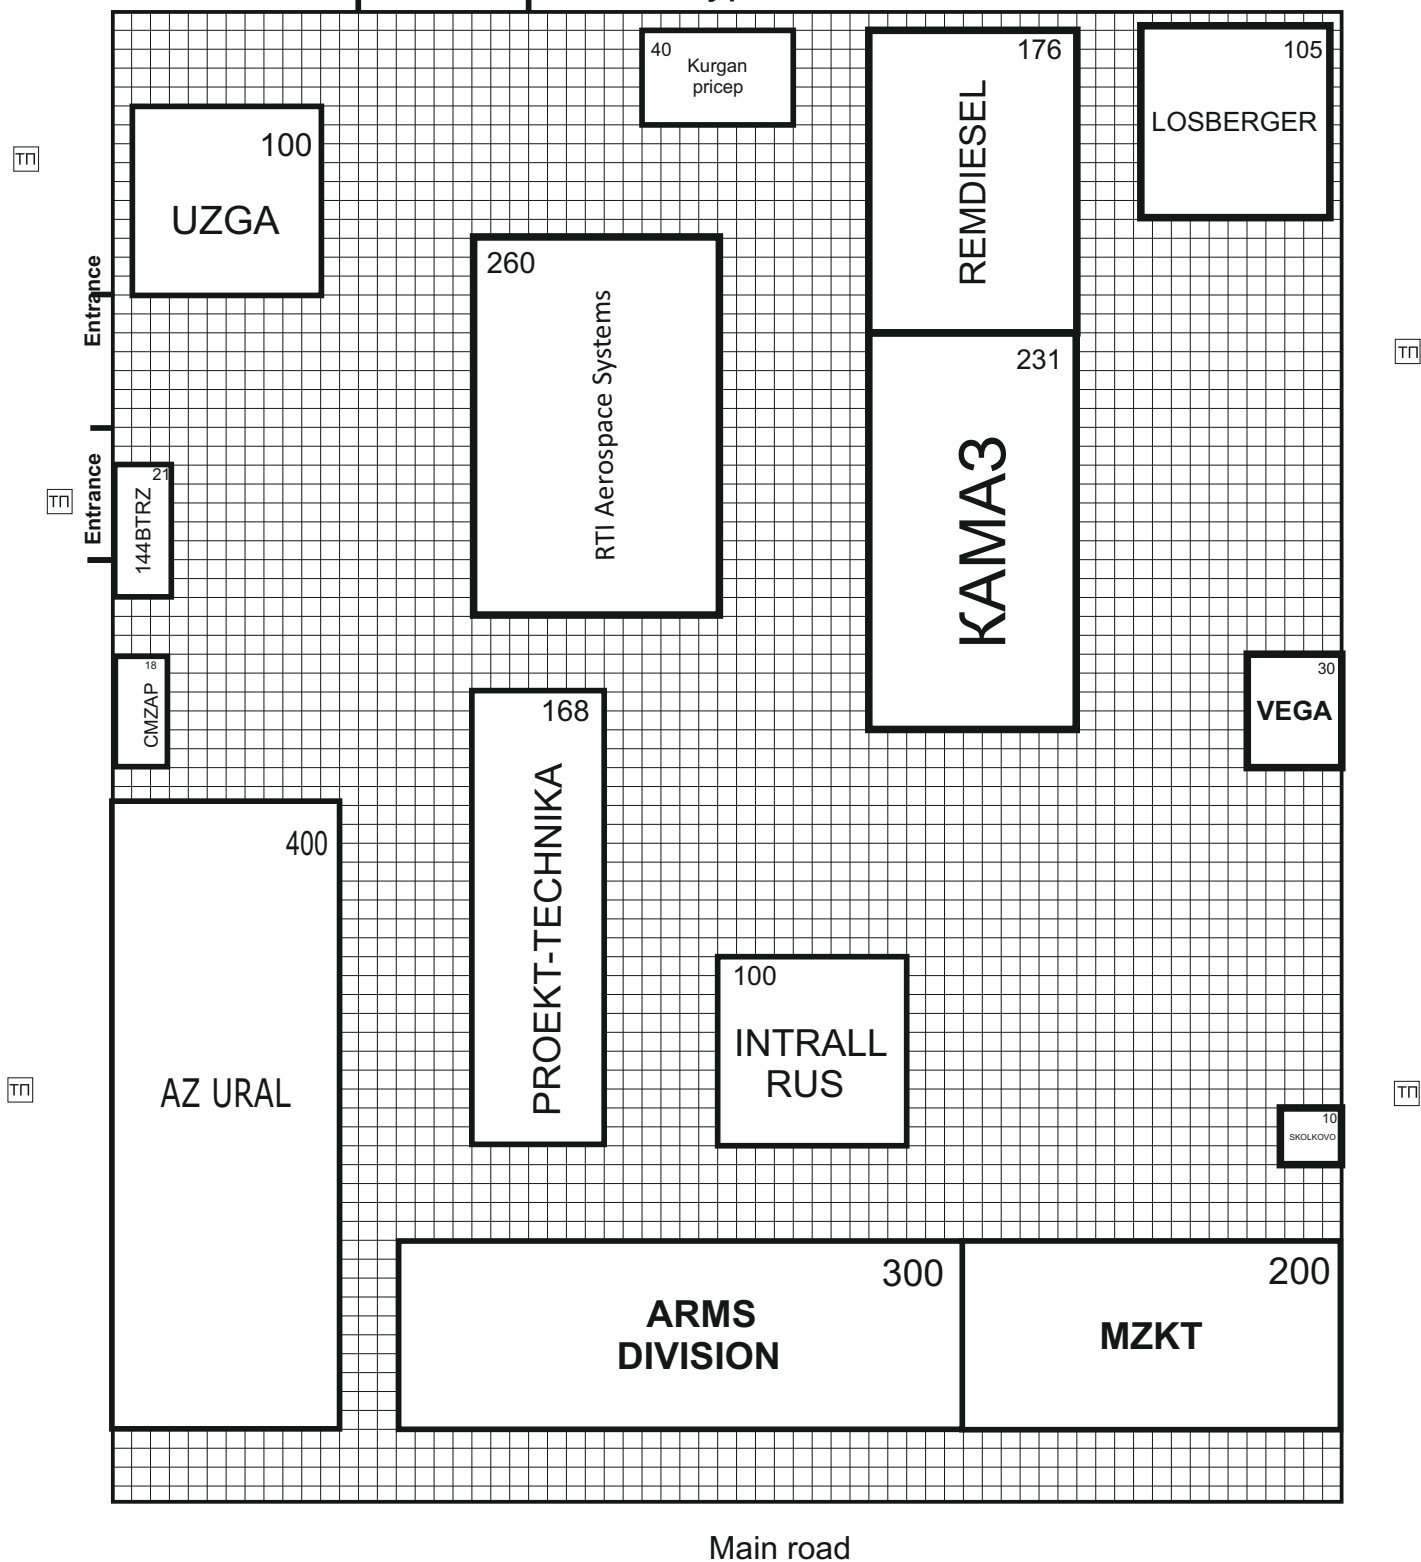 40
Kurgan
pricep
176
REMDIESEL
105
LOSBERGER
100
UZGA
ТП
260
RTI Aerospace Systems
Entrance
231
КАМАЗ
ТП
21
144BTRZ
Entrance
ТП
18
CMZAP
30
VEGA
168
PROEKT-TECHNIKA
400
AZ URAL
100
INTRALL
RUS
ТП
ТП
10
SKOLKOVO
300
ARMS
DIVISION
200
MZKT
Main road